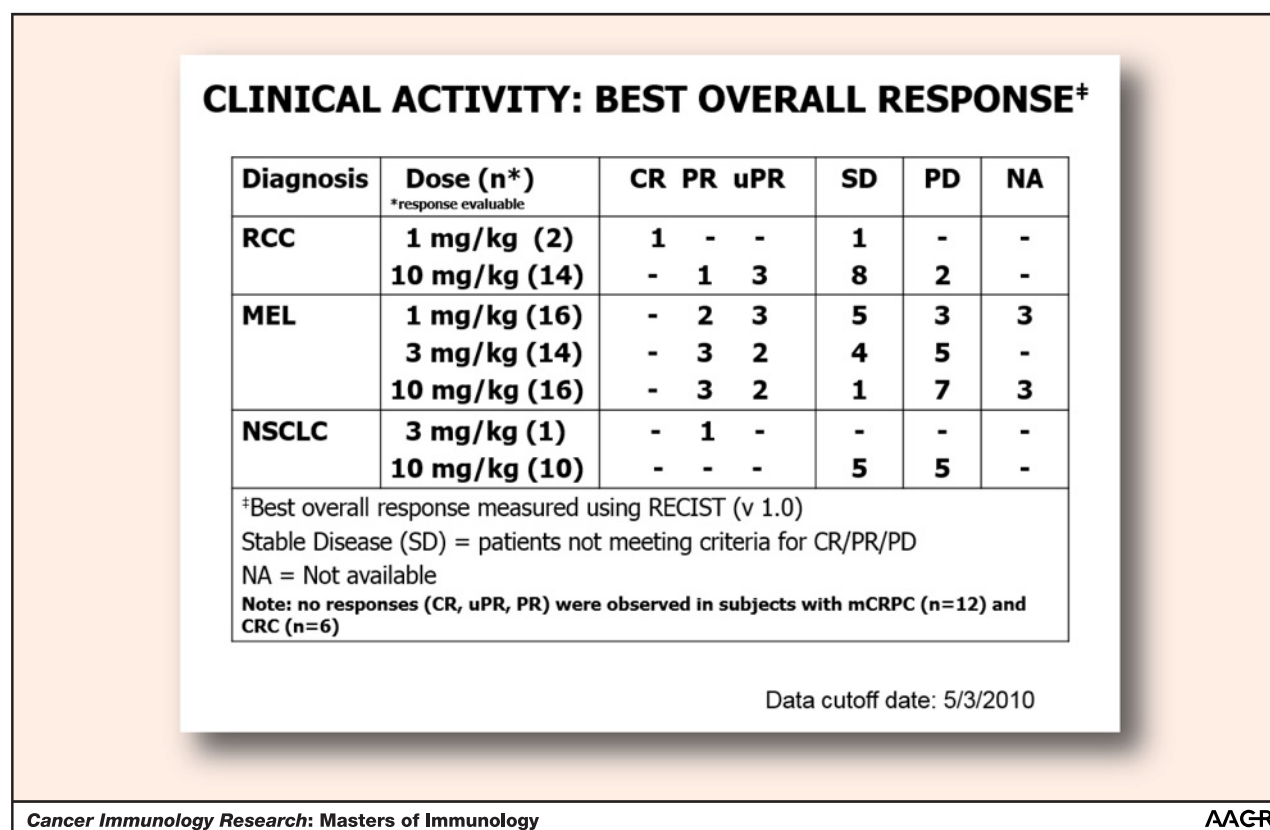 CLINICAL ACTIVITY: BEST OVERALL RESPONSE‡
Diagnosis Dose (n*) CR PR uPR SD PD NA
*response evaluable
RCC 1 mg/kg (2) 1 - - 1 - -
10 mg/kg (14) - 1 3 8 2 -
MEL 1 mg/kg (16) - 2 3 5 3 3
3 mg/kg (14) - 3 2 4 5 -
10 mg/kg (16) - 3 2 1 7 3
NSCLC 3 mg/kg (1) - 1 - - - -
10 mg/kg (10) - - - 5 5 -
‡Best overall response measured using RECIST (v 1.0)
Stable Disease (SD) = patients not meeting criteria for CR/PR/PD
NA = Not available
Note: no responses (CR, uPR, PR) were observed in subjects with mCRPC (n=12) and
CRC (n=6)
Data cutoff date: 5/3/2010
Cancer Immunology Research: Masters of Immunology AACR